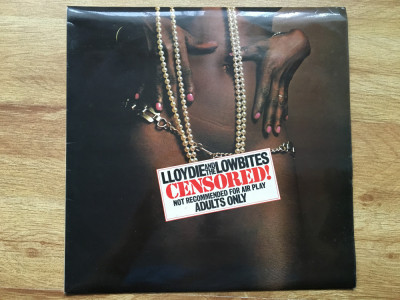 LLOYDIE AND THE LOWBITES
CENSORED!
NOT RECOMMENDED FOR AIR PLAY
ADULTS ONLY